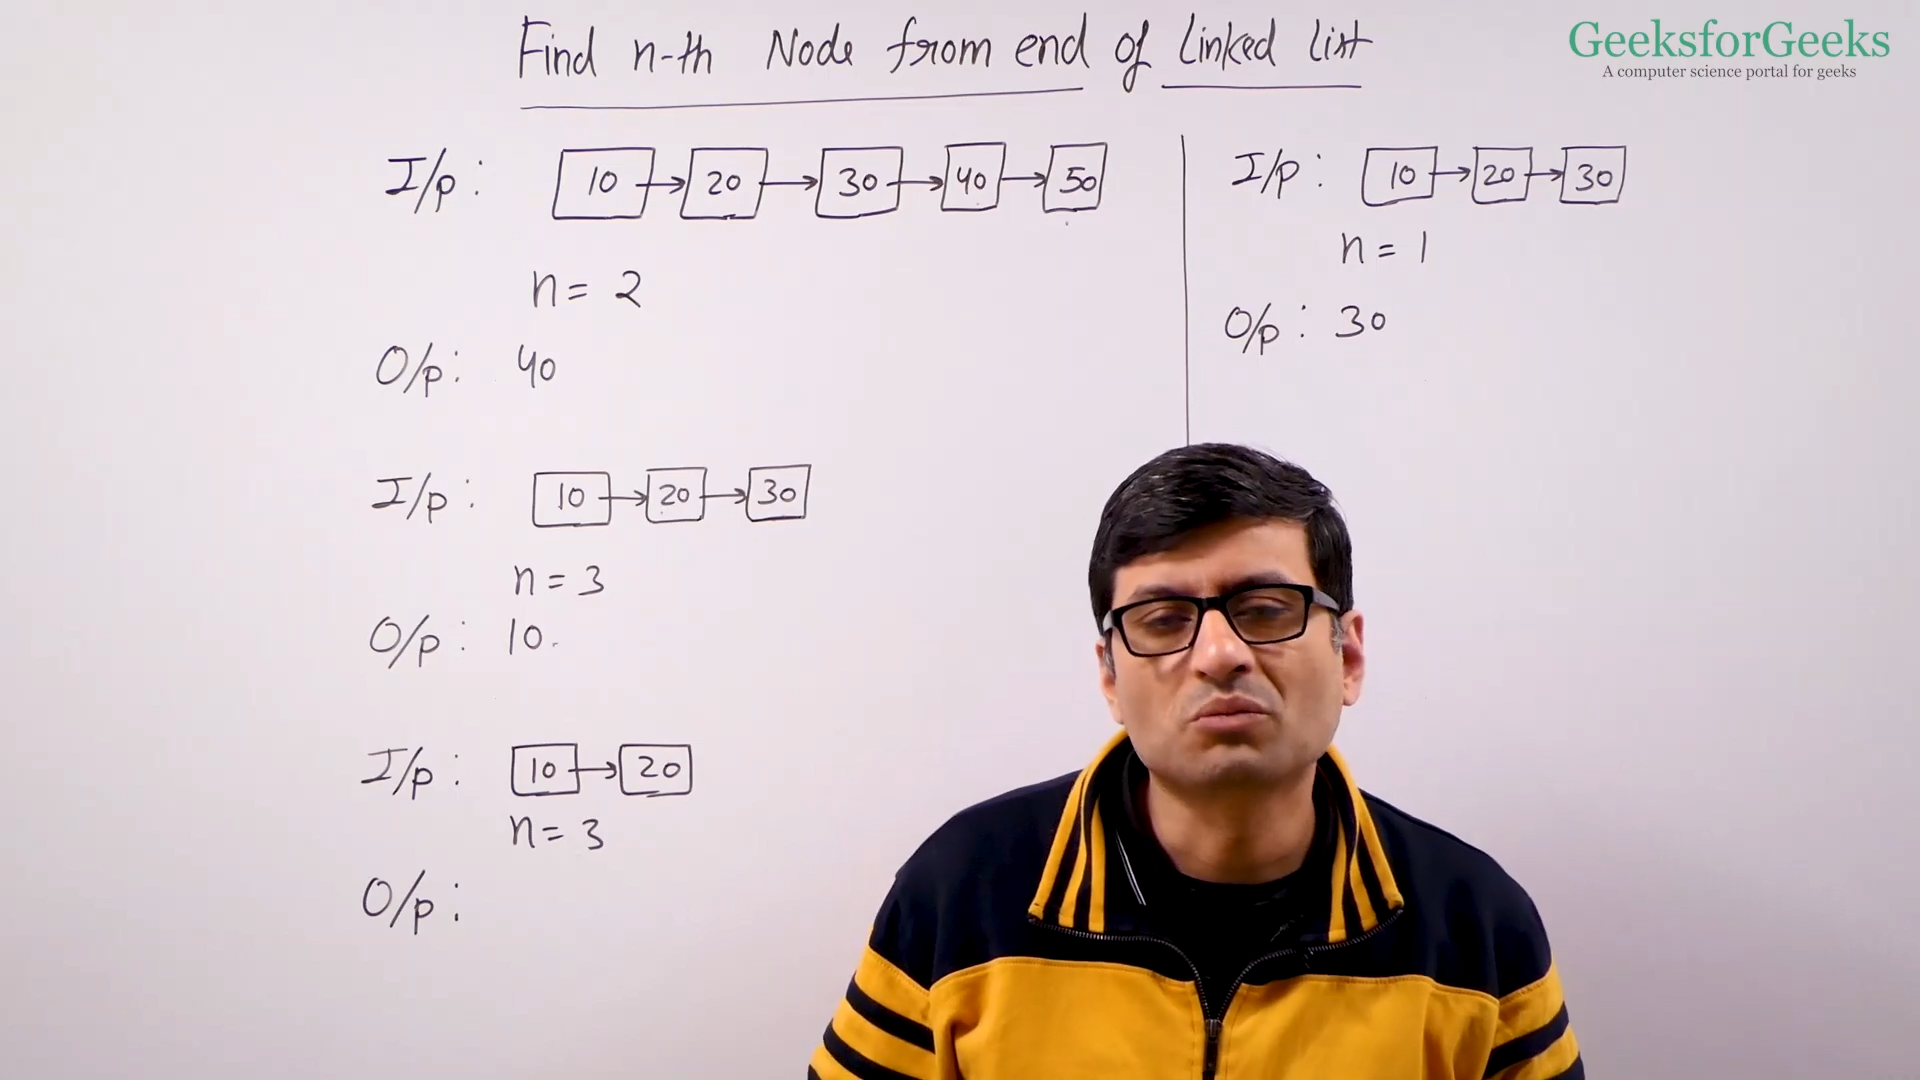 Find n-th Node from end of Linked List
GeeksforGeeks
A computer science portal for geeks
I/p : 10 20 30 40 50
n = 2
O/p : 40
I/p : 10 20 30
n = 3
O/p : 10
I/p : 10 20
n = 3
O/p :
I/p : 10 20 30
n = 1
O/p : 30